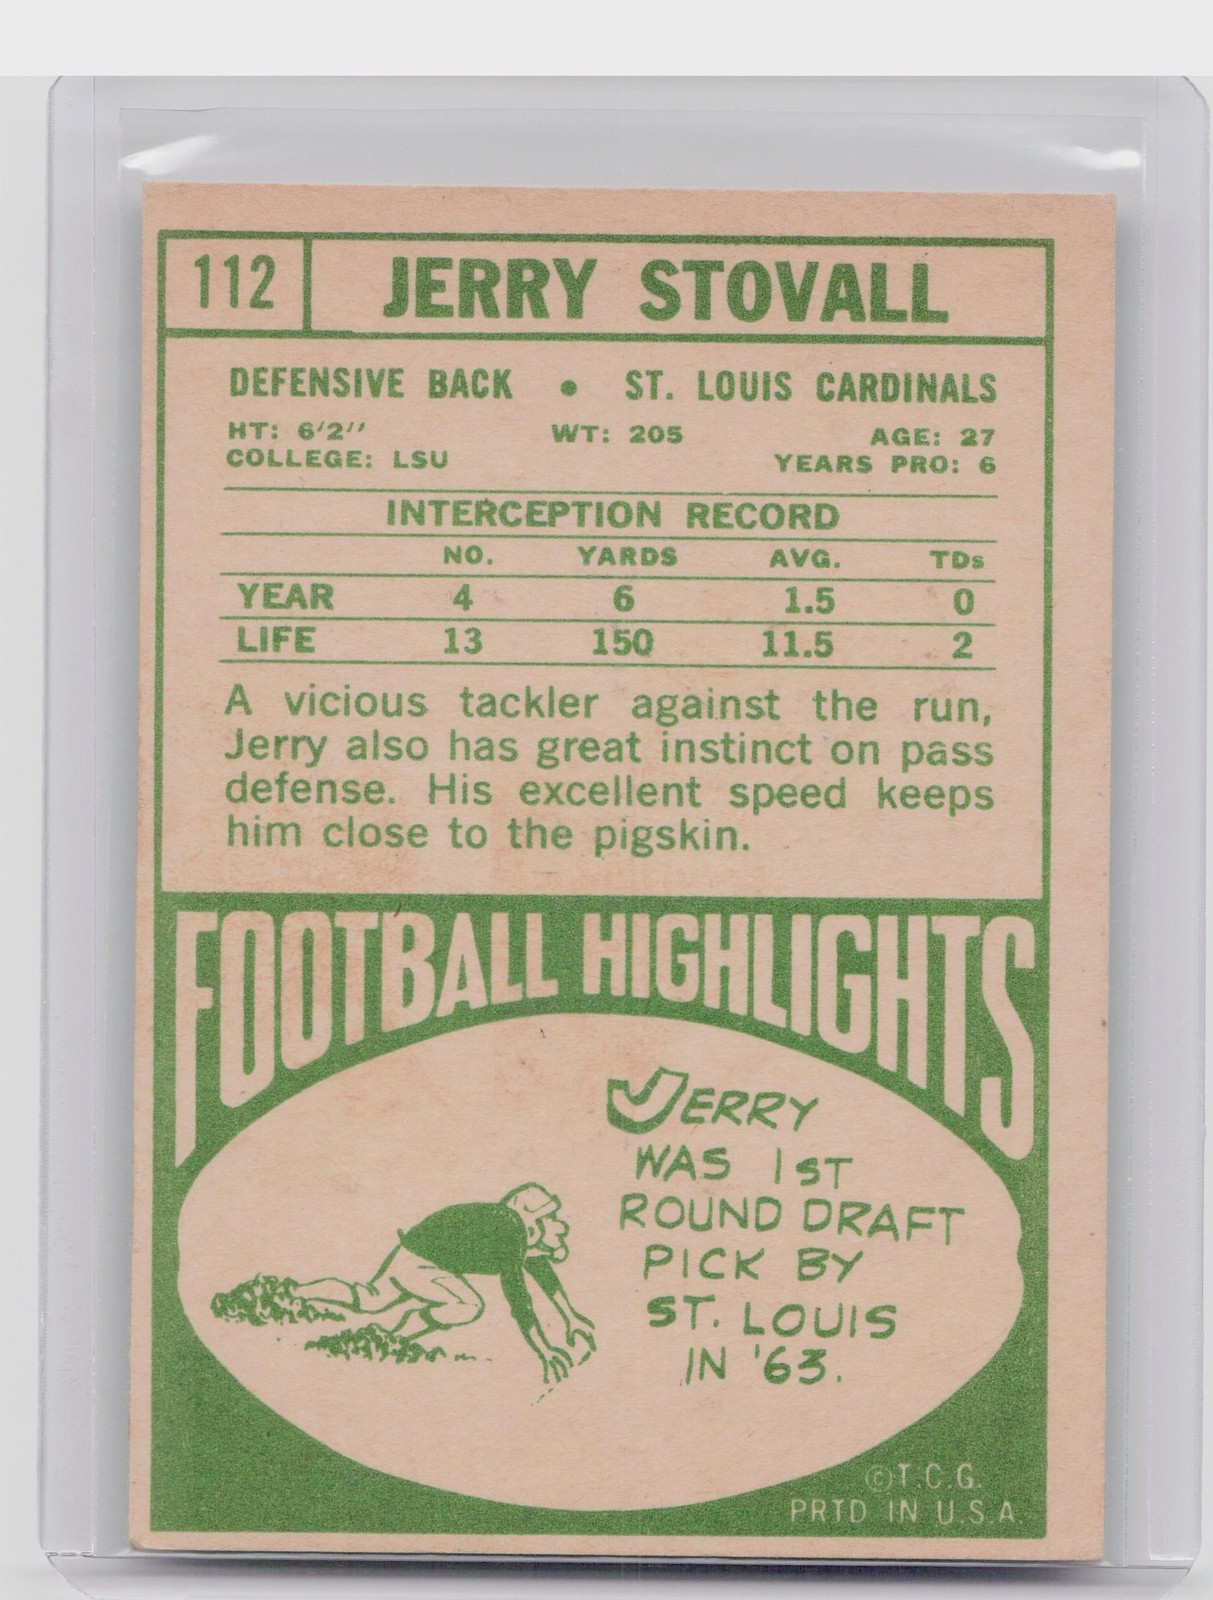 112 JERRY STOVALL
DEFENSIVE BACK • ST. LOUIS CARDINALS
HT: 6'2'' WT: 205 AGE: 27
COLLEGE: LSU YEARS PRO: 6
INTERCEPTION RECORD
NO. YARDS AVG. TDs
YEAR 4 6 1.5 0
LIFE 13 150 11.5 2
A vicious tackler against the run,
Jerry also has great instinct on pass
defense. His excellent speed keeps
him close to the pigskin.
FOOTBALL HIGHLIGHTS
JERRY
WAS 1ST
ROUND DRAFT
PICK BY
ST. LOUIS
IN '63.
©T.C.G.
PRTD IN U.S.A.